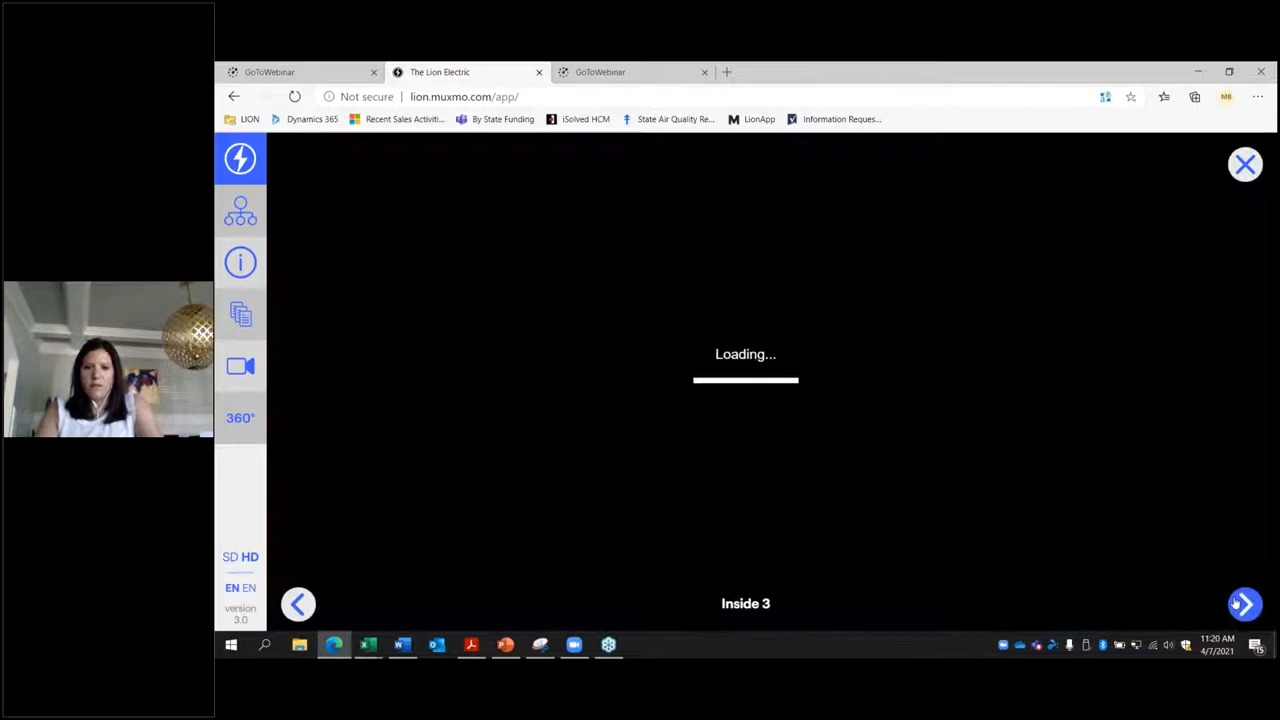 GoToWebinar
The Lion Electric
GoToWebinar
Not secure
lion.muxmo.com/app/
MB
LION
Dynamics 365
Recent Sales Activiti...
By State Funding
iSolved HCM
State Air Quality Re...
LionApp
Information Reques...
Loading...
360°
SD HD
EN EN
version
3.0
Inside 3
11:20 AM
4/7/2021
15